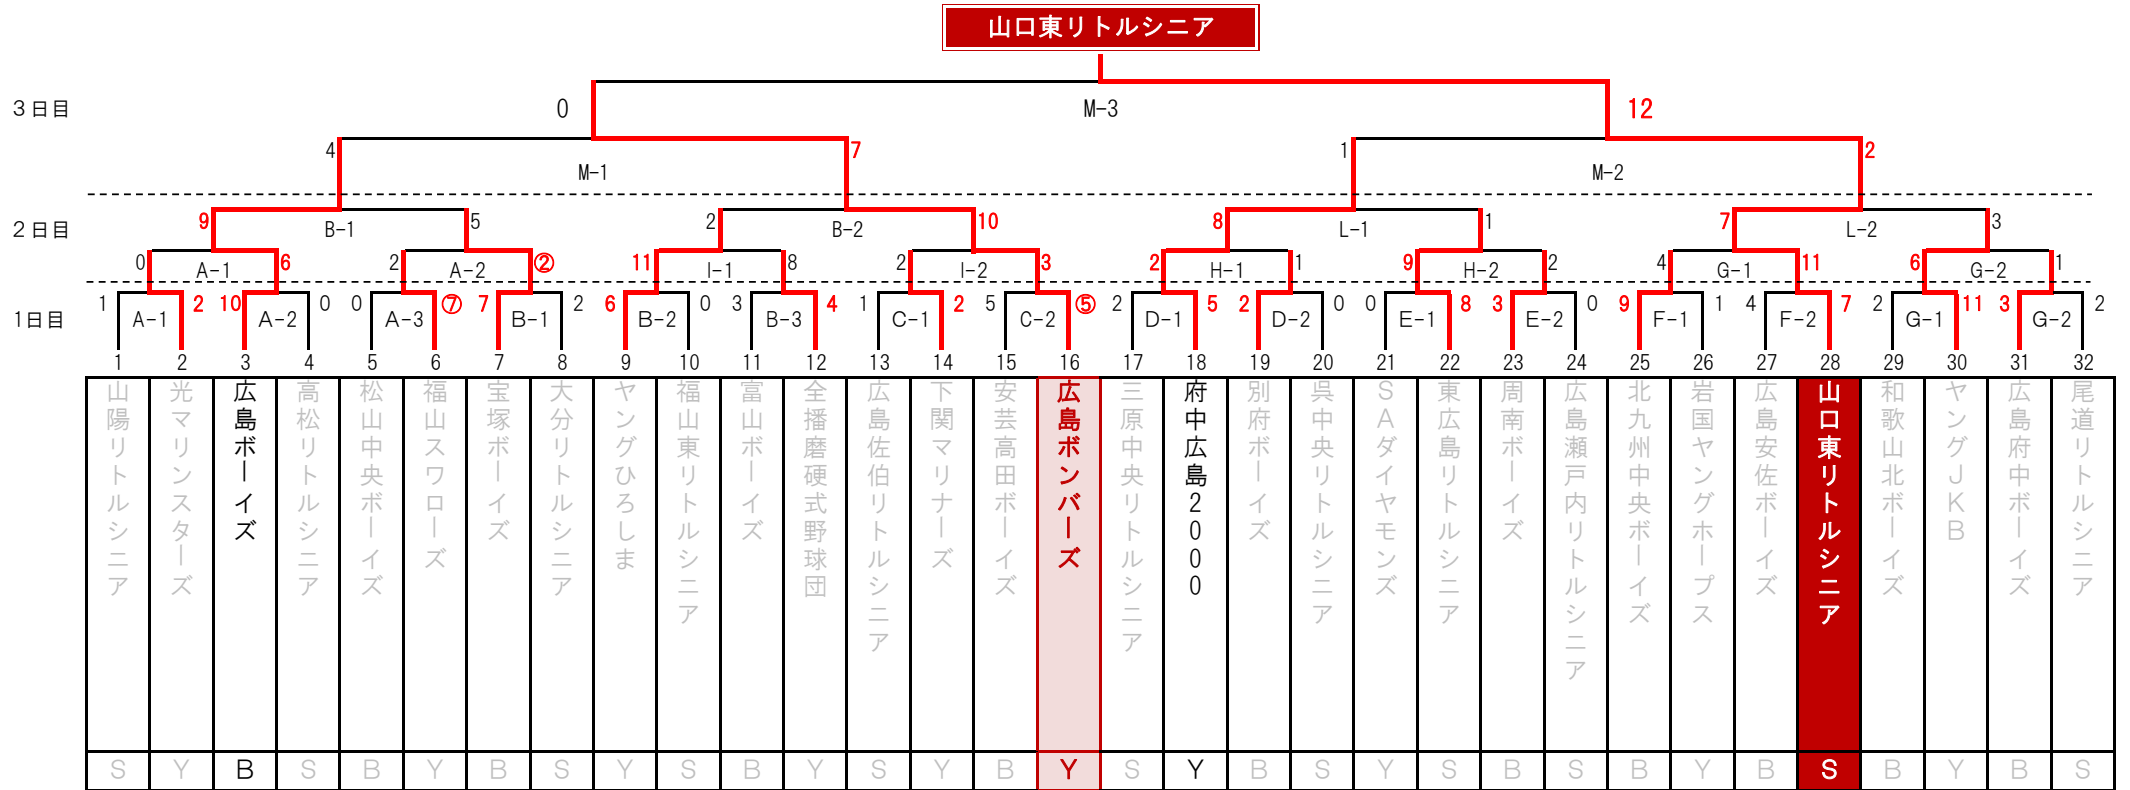 山口東リトルシニア
3日目
0
M-3
12
4
7
1
2
M-1
M-2
2日目
9
B-1
5
2
B-2
10
8
L-1
1
7
L-2
3
0
A-1
6
2
A-2
②
11
I-1
8
2
I-2
3
2
H-1
1
9
H-2
2
4
G-1
11
6
G-2
1
1日目
1
A-1
2
10
A-2
0
0
A-3
⑦
7
B-1
2
6
B-2
0
3
B-3
4
1
C-1
2
5
C-2
⑤
2
D-1
5
2
D-2
0
0
E-1
8
3
E-2
0
9
F-1
1
4
F-2
7
2
G-1
11
3
G-2
2
1 2 3 4 5 6 7 8 9 10 11 12 13 14 15 16 17 18 19 20 21 22 23 24 25 26 27 28 29 30 31 32
山陽リトルシニア
光マリンスターズ
広島ボーイズ
高松リトルシニア
松山中央ボーイズ
福山スワローズ
宝塚ボーイズ
大分リトルシニア
ヤングひろしま
福山東リトルシニア
富山ボーイズ
全播磨硬式野球団
広島佐伯リトルシニア
下関マリナーズ
安芸高田ボーイズ
広島ボンバーズ
三原中央リトルシニア
府中広島2000
別府ボーイズ
呉中央リトルシニア
SAダイヤモンズ
東広島リトルシニア
周南ボーイズ
広島瀬戸内リトルシニア
北九州中央ボーイズ
岩国ヤングホープス
広島安佐ボーイズ
山口東リトルシニア
和歌山北ボーイズ
ヤングJKB
広島府中ボーイズ
尾道リトルシニア
S Y B S B Y B S Y S B Y S Y B Y S Y B S Y S B S B Y B S B Y B S